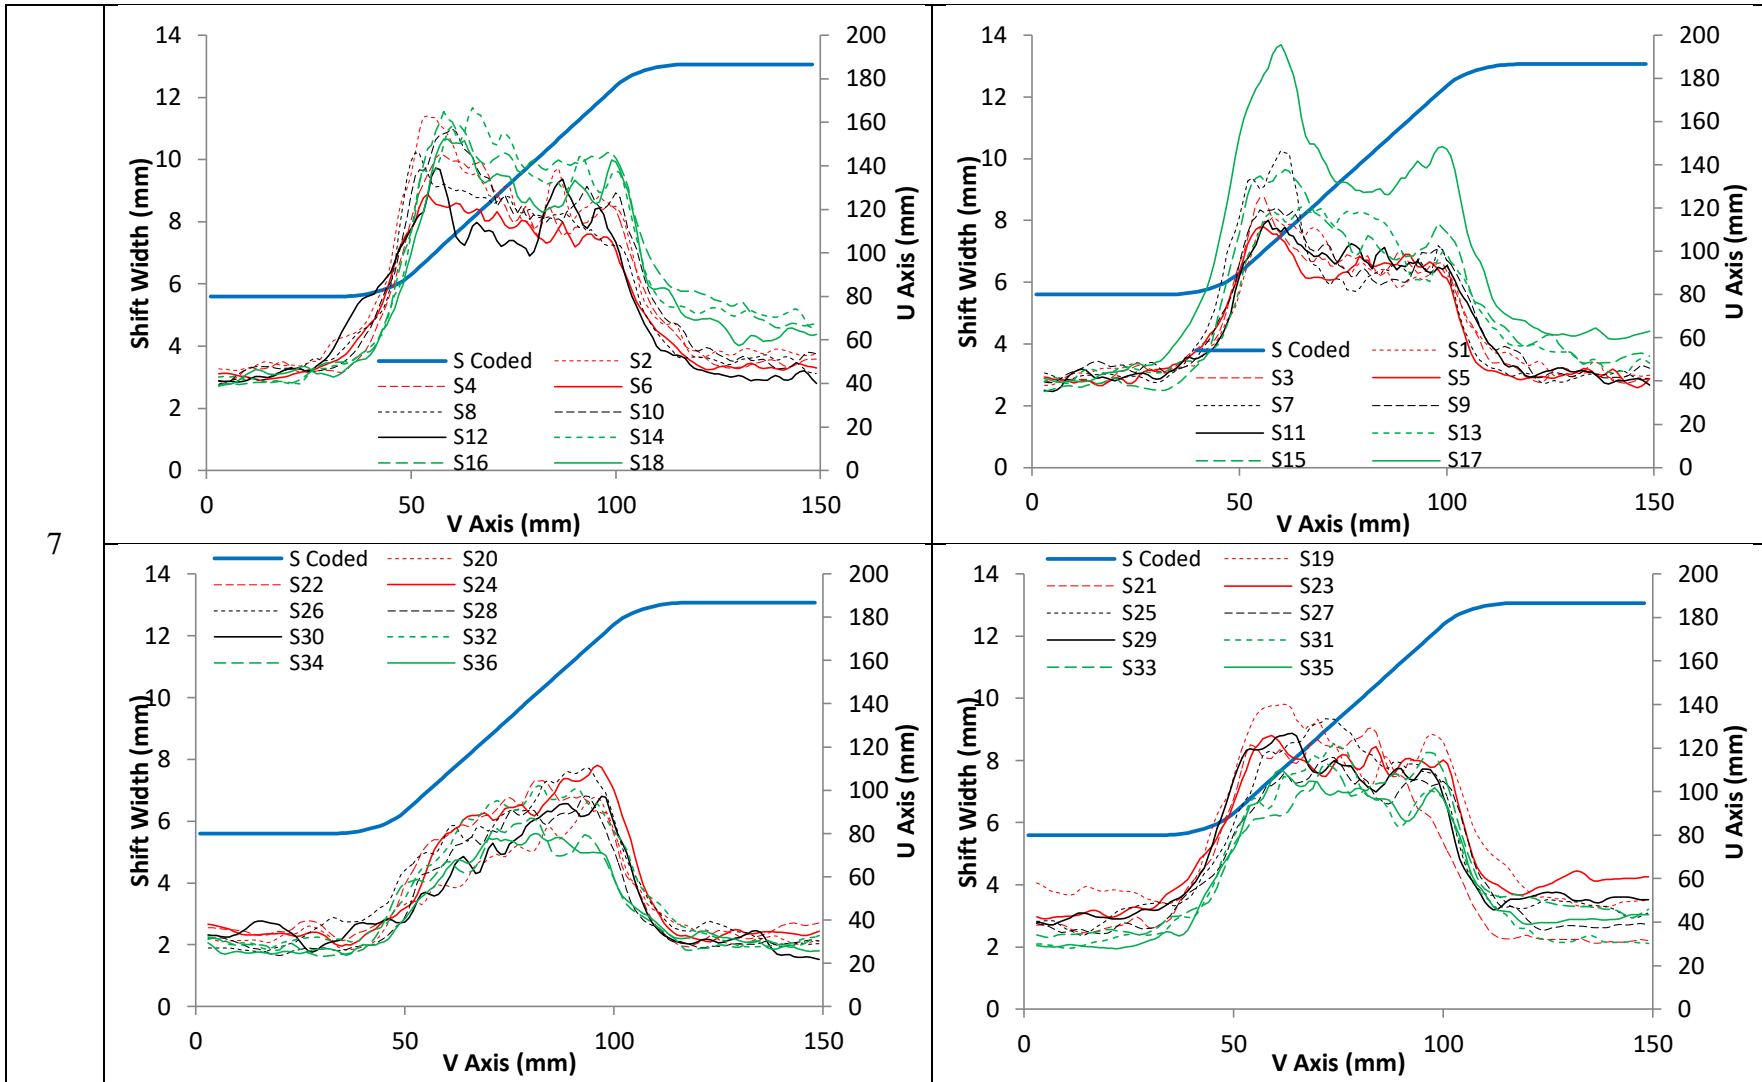 7
14 200
12 180
10 160
8 140
6 120
4 100
2 80
0 60
40
20
0
0 50 100 150
Shift Width (mm)
U Axis (mm)
V Axis (mm)
S Coded S2
S4 S6
S8 S10
S12 S14
S16 S18
14 200
12 180
10 160
8 140
6 120
4 100
2 80
0 60
40
20
0
0 50 100 150
Shift Width (mm)
U Axis (mm)
V Axis (mm)
S Coded S1
S3 S5
S7 S9
S11 S13
S15 S17
S Coded S20
S22 S24
S26 S28
S30 S32
S34 S36
14 200
12 180
10 160
8 140
6 120
4 100
2 80
0 60
40
20
0
0 50 100 150
Shift Width (mm)
U Axis (mm)
V Axis (mm)
S Coded S19
S21 S23
S25 S27
S29 S31
S33 S35
14 200
12 180
10 160
8 140
6 120
4 100
2 80
0 60
40
20
0
0 50 100 150
Shift Width (mm)
U Axis (mm)
V Axis (mm)